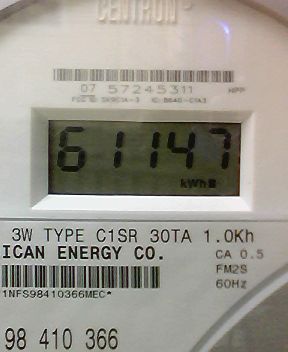 CENTRON
07 57245311
61147
kWh
3W TYPE C1SR 30TA 1.0Kh
ICAN ENERGY CO. CA 0.5
FM2S
60Hz
1NFS98410366MEC*
98 410 366